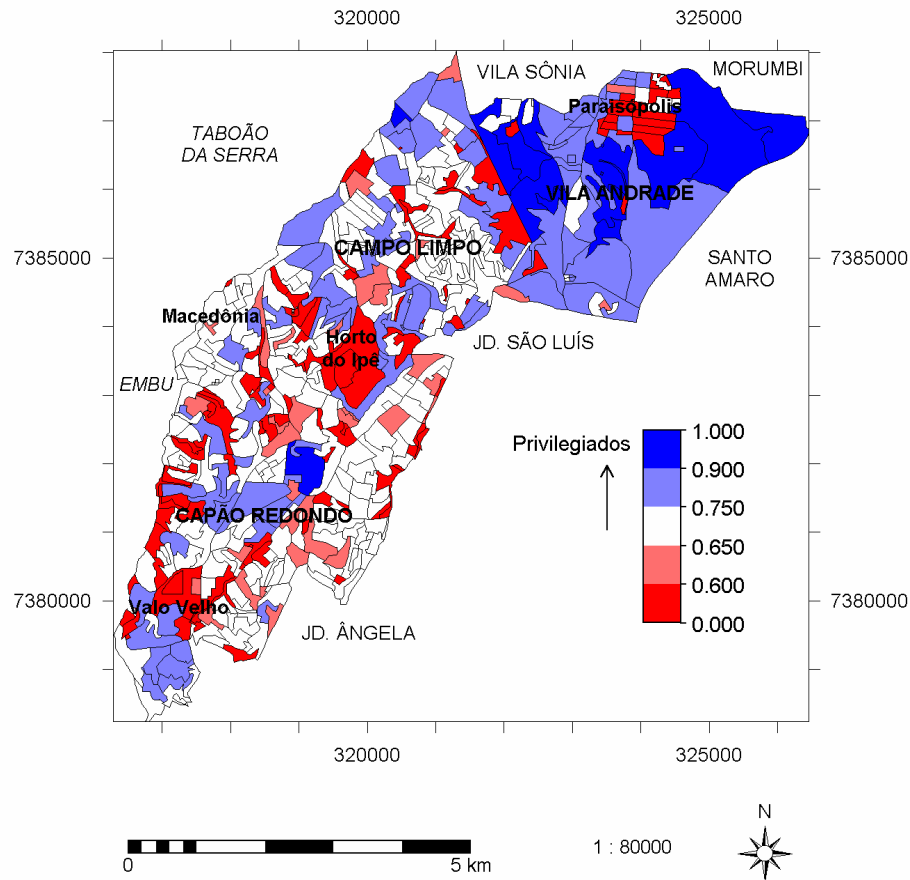 320000
325000
VILA SÔNIA
MORUMBI
Paraisópolis
TABOÃO
DA SERRA
VILA ANDRADE
7385000
CAMPO LIMPO
SANTO
AMARO
Macedônia
Horto
do Ipê
JD. SÃO LUÍS
EMBU
Privilegiados
1.000
0.900
0.750
0.650
0.600
0.000
CAPÃO REDONDO
7380000
Valo Velho
JD. ÂNGELA
320000
325000
N
0
5 km
1 : 80000